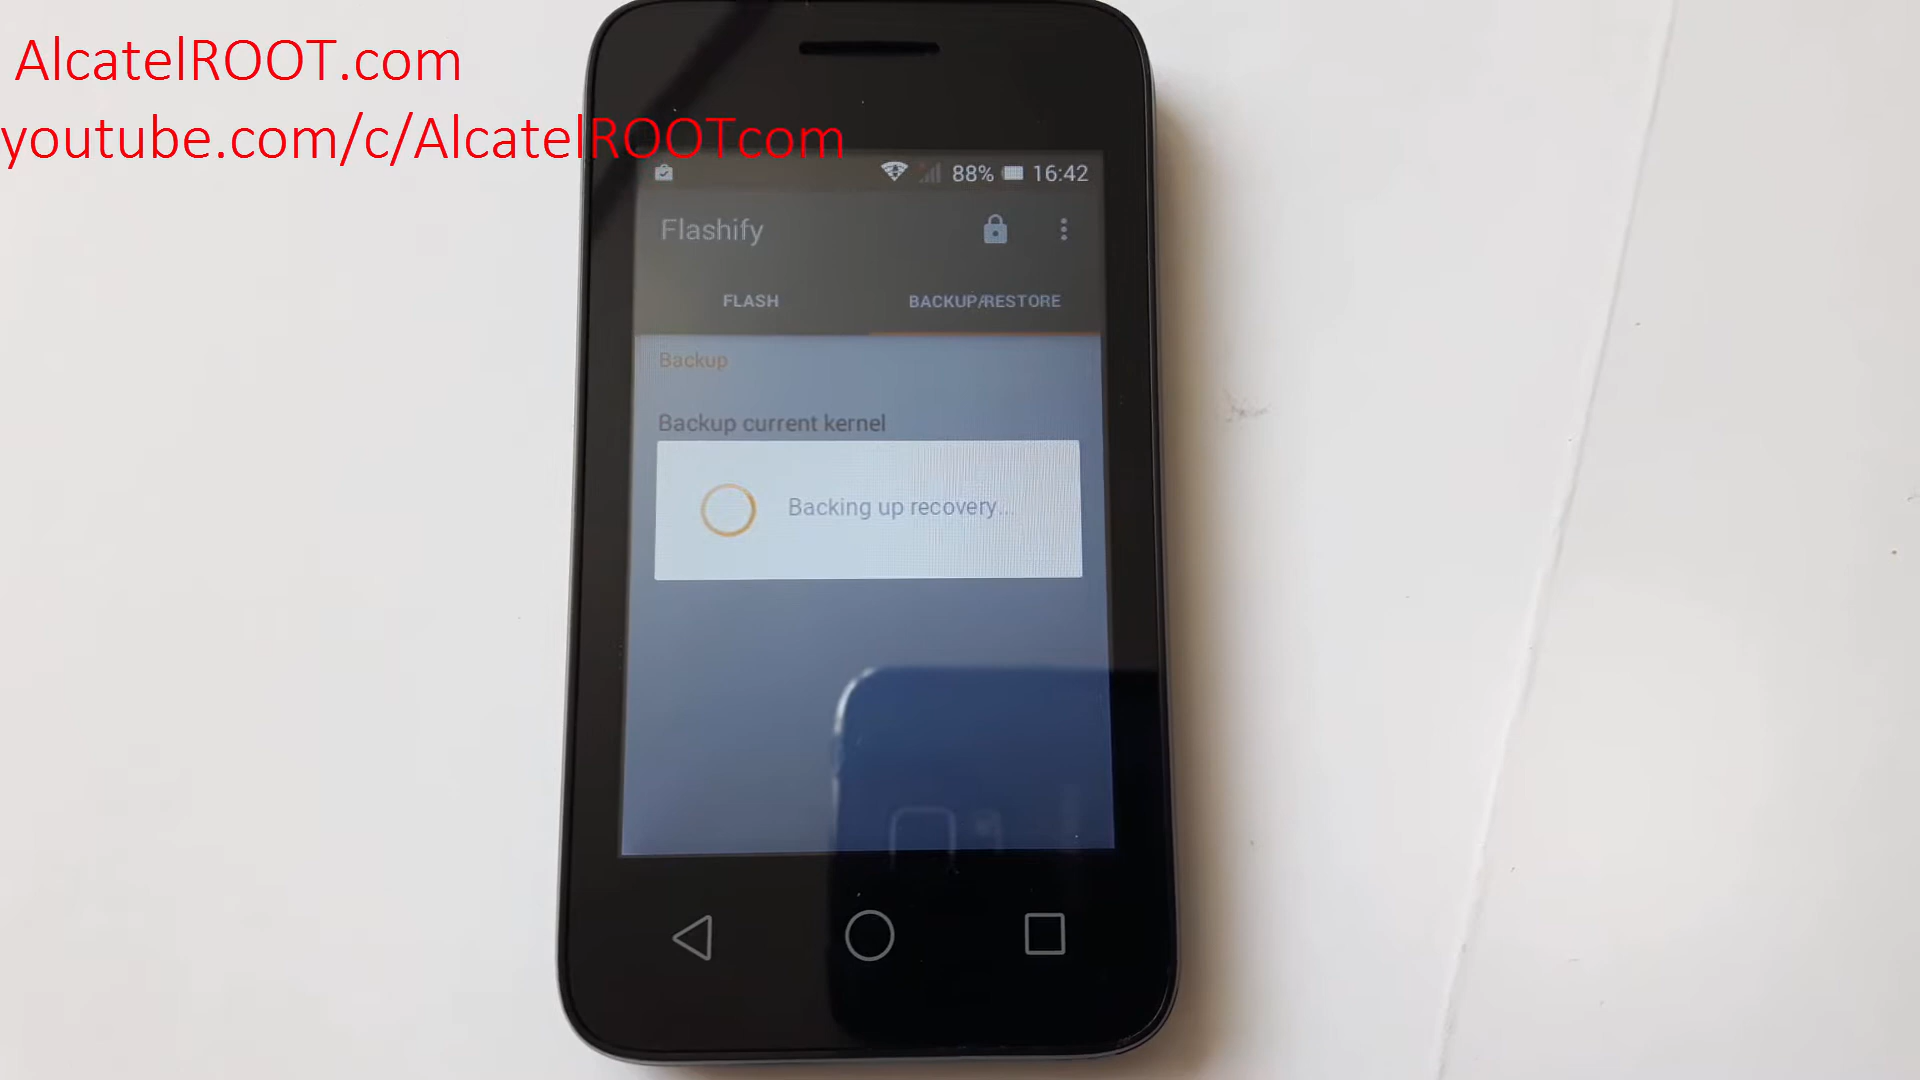 AlcatelROOT.com
youtube.com/c/AlcatelROOTcom
88% 16:42
Flashify
FLASH BACKUP/RESTORE
Backup
Backup current kernel
Backing up recovery...